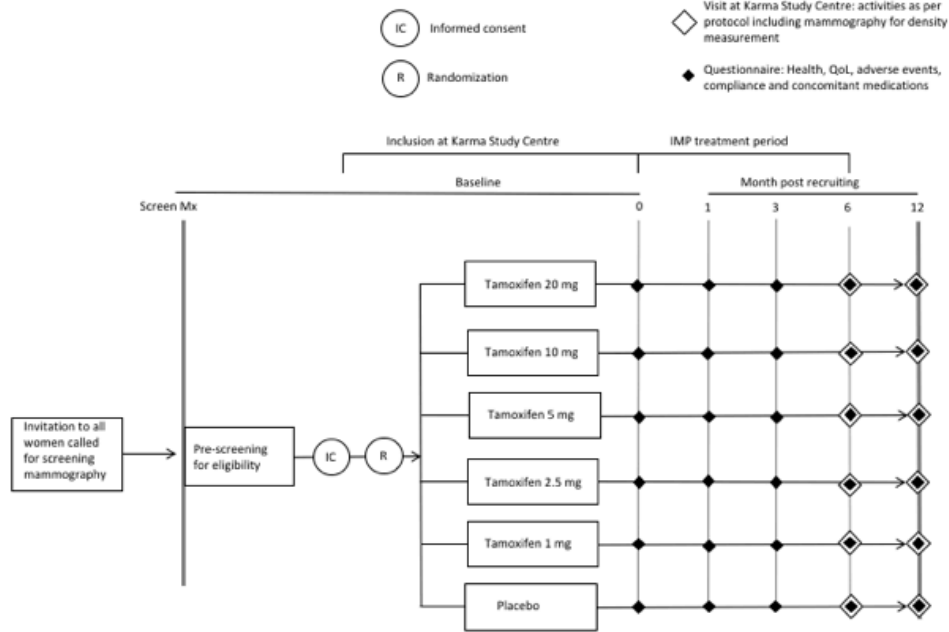 IC Informed consent
R Randomization
Visit at Karma Study Centre: activities as per
protocol including mammography for density
measurement
Questionnaire: Health, QoL, adverse events,
compliance and concomitant medications
Inclusion at Karma Study Centre
IMP treatment period
Baseline
Month post recruiting
Screen Mx
0 1 3 6 12
Tamoxifen 20 mg
Tamoxifen 10 mg
Tamoxifen 5 mg
Invitation to all
women called
for screening
mammography
Pre-screening
for eligibility
IC
R
Tamoxifen 2.5 mg
Tamoxifen 1 mg
Placebo